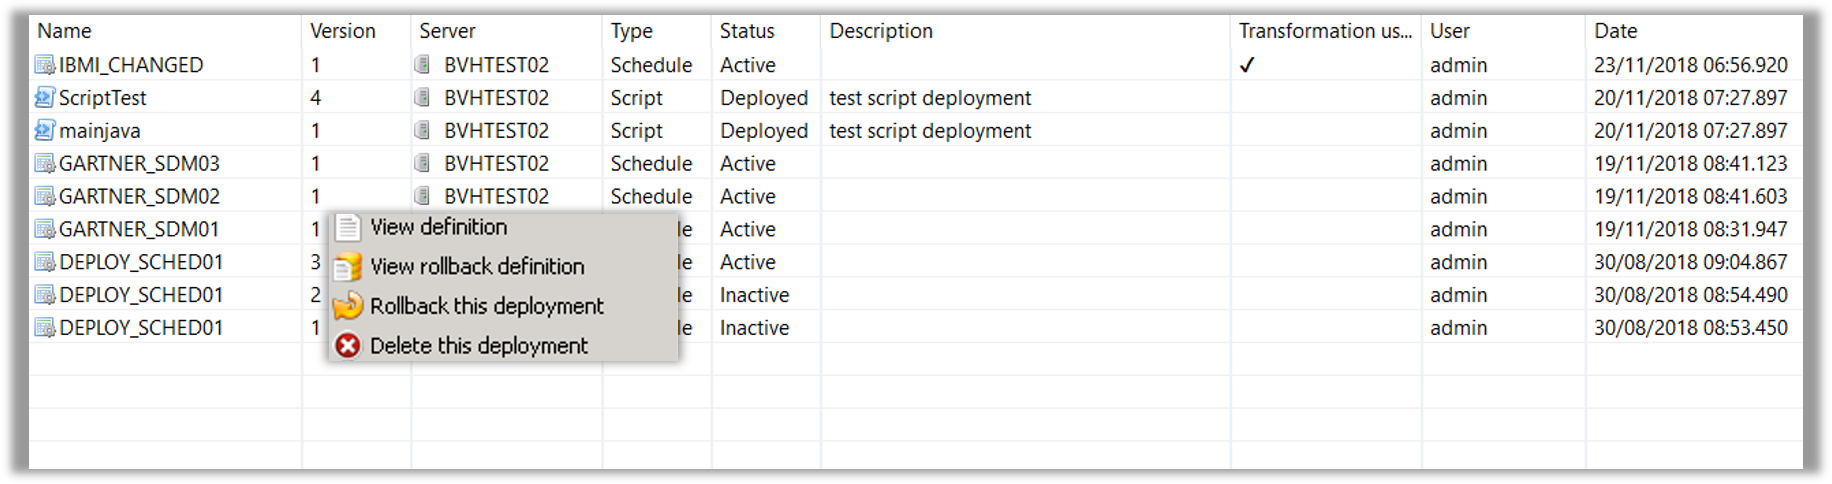 Name Version Server Type Status Description Transformation us... User Date
IBMI_CHANGED 1 BVHTEST02 Schedule Active ✓ admin 23/11/2018 06:56.920
ScriptTest 4 BVHTEST02 Script Deployed test script deployment admin 20/11/2018 07:27.897
mainjava 1 BVHTEST02 Script Deployed test script deployment admin 20/11/2018 07:27.897
GARTNER_SDM03 1 BVHTEST02 Schedule Active admin 19/11/2018 08:41.123
GARTNER_SDM02 1 BVHTEST02 Schedule Active admin 19/11/2018 08:41.603
GARTNER_SDM01 1 le Active admin 19/11/2018 08:31.947
DEPLOY_SCHED01 3 le Active admin 30/08/2018 09:04.867
DEPLOY_SCHED01 2 le Inactive admin 30/08/2018 08:54.490
DEPLOY_SCHED01 1 le Inactive admin 30/08/2018 08:53.450
View definition
View rollback definition
Rollback this deployment
Delete this deployment